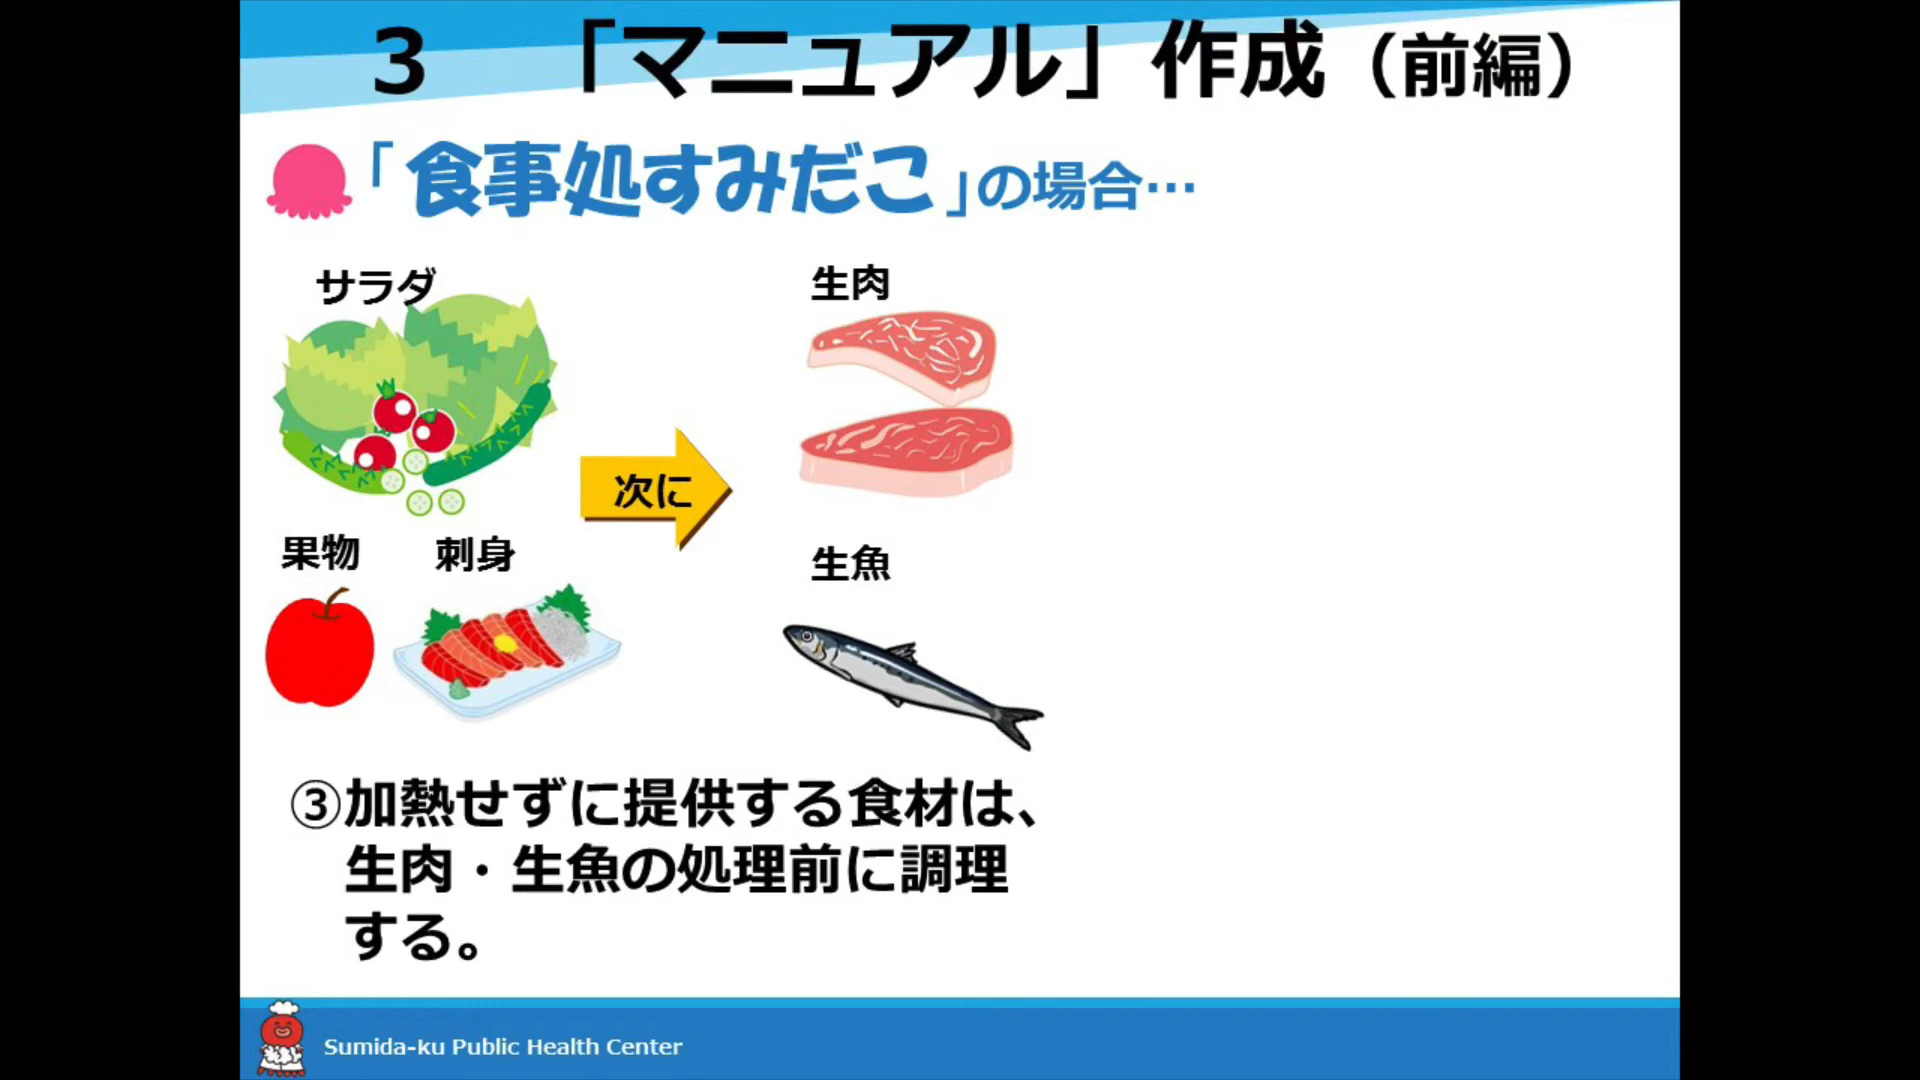 3 「マニュアル」作成（前編）
「食事処すみだこ」の場合…
サラダ
生肉
次に
果物 刺身
生魚
③加熱せずに提供する食材は、
生肉・生魚の処理前に調理
する。
Sumida-ku Public Health Center